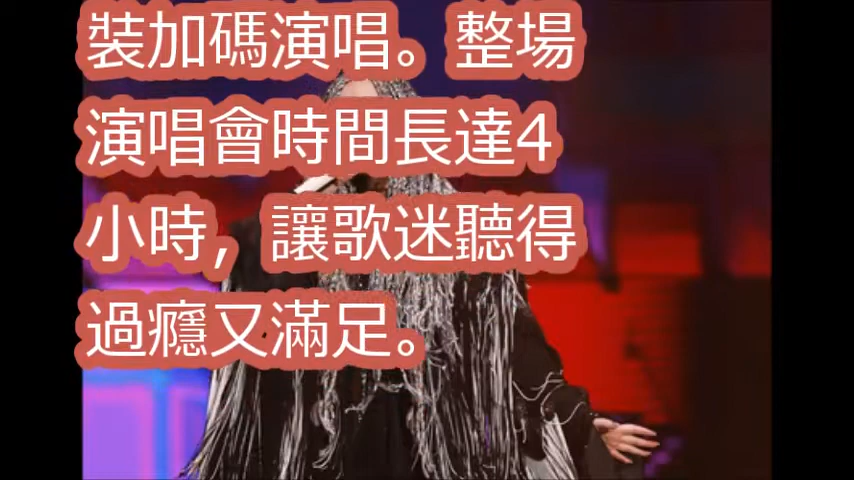 裝加碼演唱。整場
演唱會時間長達4
小時，讓歌迷聽得
過癮又滿足。